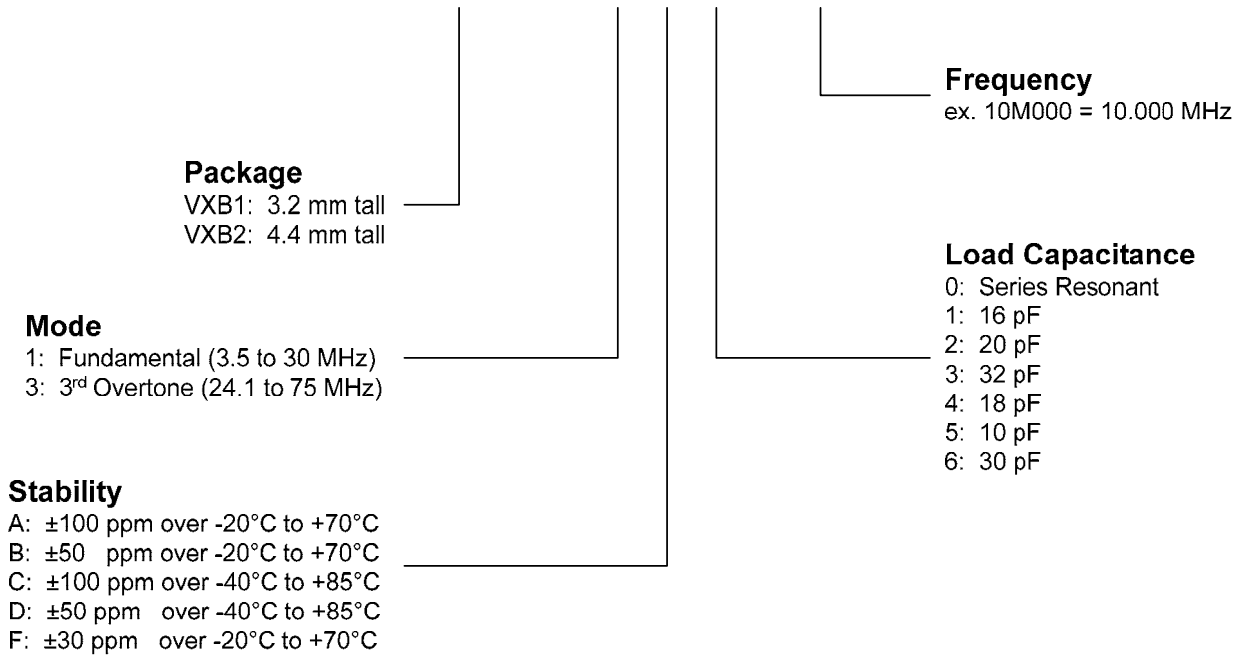 Frequency
ex. 10M000 = 10.000 MHz
Package
VXB1: 3.2 mm tall
VXB2: 4.4 mm tall
Load Capacitance
0: Series Resonant
1: 16 pF
2: 20 pF
3: 32 pF
4: 18 pF
5: 10 pF
6: 30 pF
Mode
1: Fundamental (3.5 to 30 MHz)
3: 3rd Overtone (24.1 to 75 MHz)
Stability
A: ±100 ppm over -20°C to +70°C
B: ±50 ppm over -20°C to +70°C
C: ±100 ppm over -40°C to +85°C
D: ±50 ppm over -40°C to +85°C
F: ±30 ppm over -20°C to +70°C